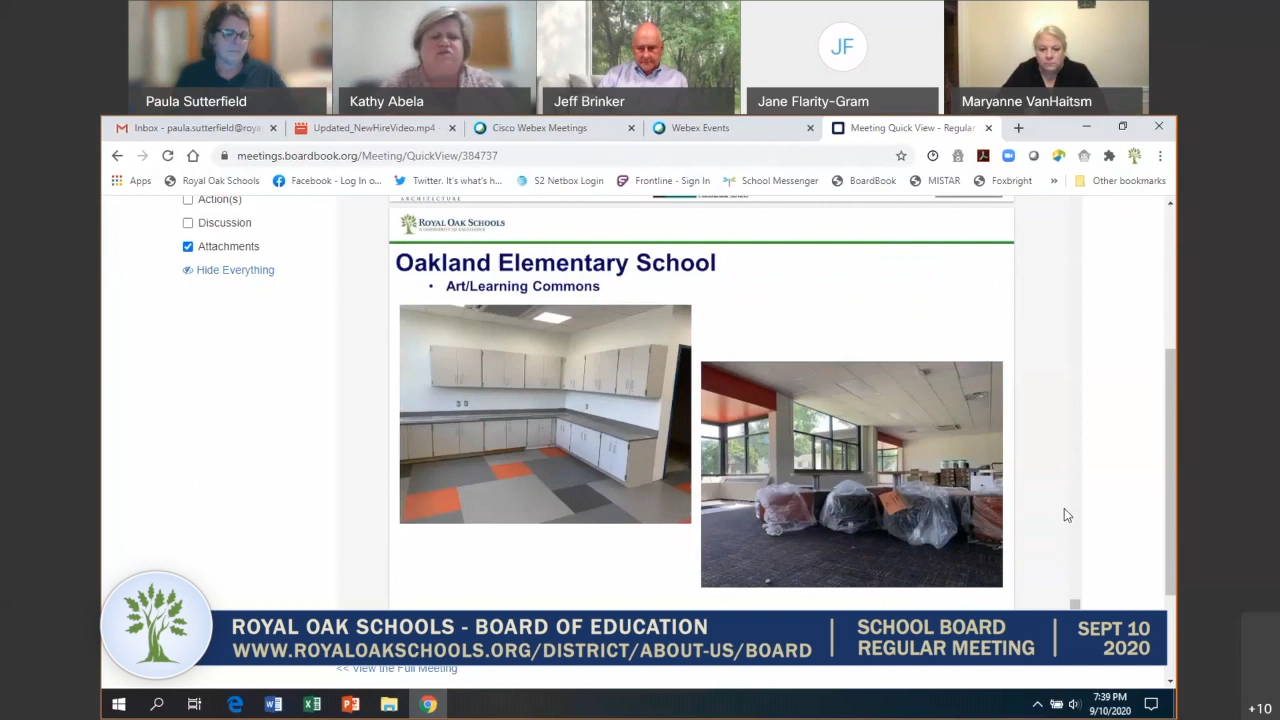 JF
Paula Sutterfield
Kathy Abela
Jeff Brinker
Jane Flarity-Gram
Maryanne VanHaitsm
Inbox - paula.sutterfield@roya
Updated_NewHireVideo.mp4 -
Cisco Webex Meetings
Webex Events
Meeting Quick View - Regular
meetings.boardbook.org/Meeting/QuickView/384737
Apps
Royal Oak Schools
Facebook - Log In o...
Twitter. It's what's h...
S2 Netbox Login
Frontline - Sign In
School Messenger
BoardBook
MISTAR
Foxbright
»
Other bookmarks
Action(s)
Discussion
Attachments
Hide Everything
ARCHITECTURE
ROYAL OAK SCHOOLS
Oakland Elementary School
• Art/Learning Commons
ROYAL OAK SCHOOLS - BOARD OF EDUCATION
WWW.ROYALOAKSCHOOLS.ORG/DISTRICT/ABOUT-US/BOARD
SCHOOL BOARD
REGULAR MEETING
SEPT 10
2020
<< View the Full Meeting
7:39 PM
9/10/2020
+10